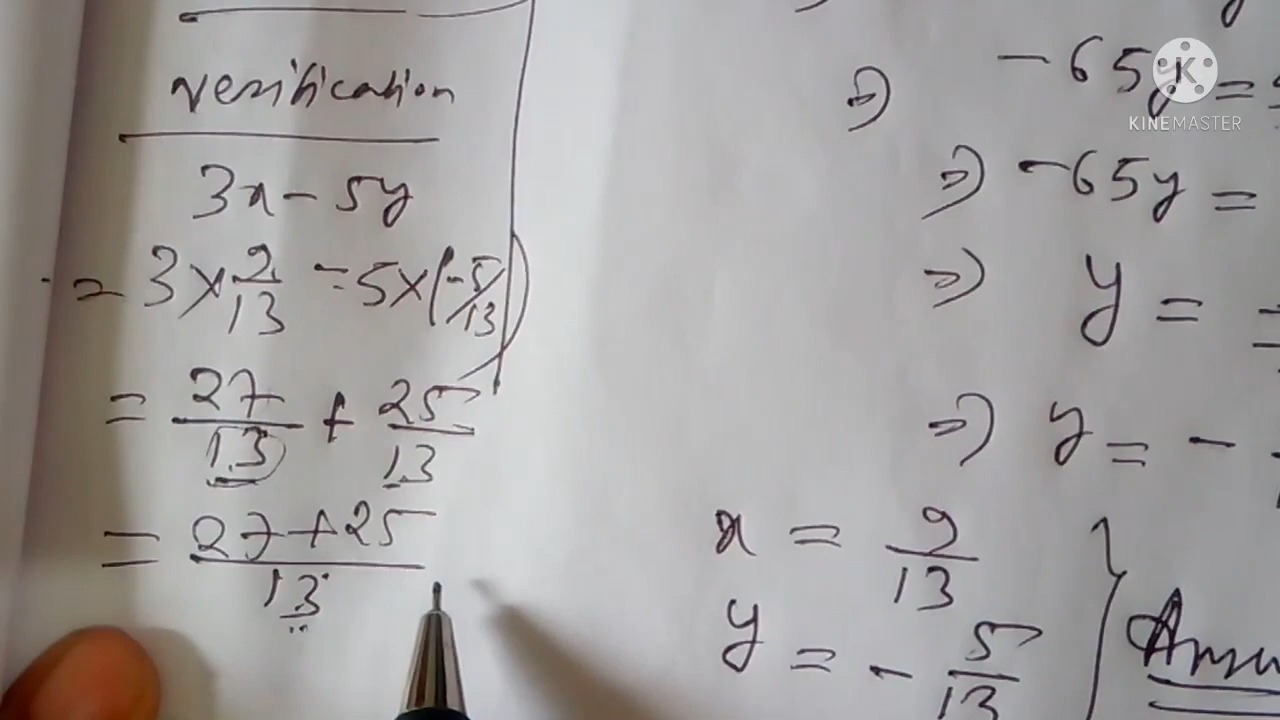 verification
3x - 5y
= 3 × 9/13 - 5 × (-5/13)
= 27/13 + 25/13
= 27 + 25/13
⇒ -65y =
⇒ -65y =
⇒ y =
⇒ y = -
x = 9/13
y = - 5/13
KINEMASTER